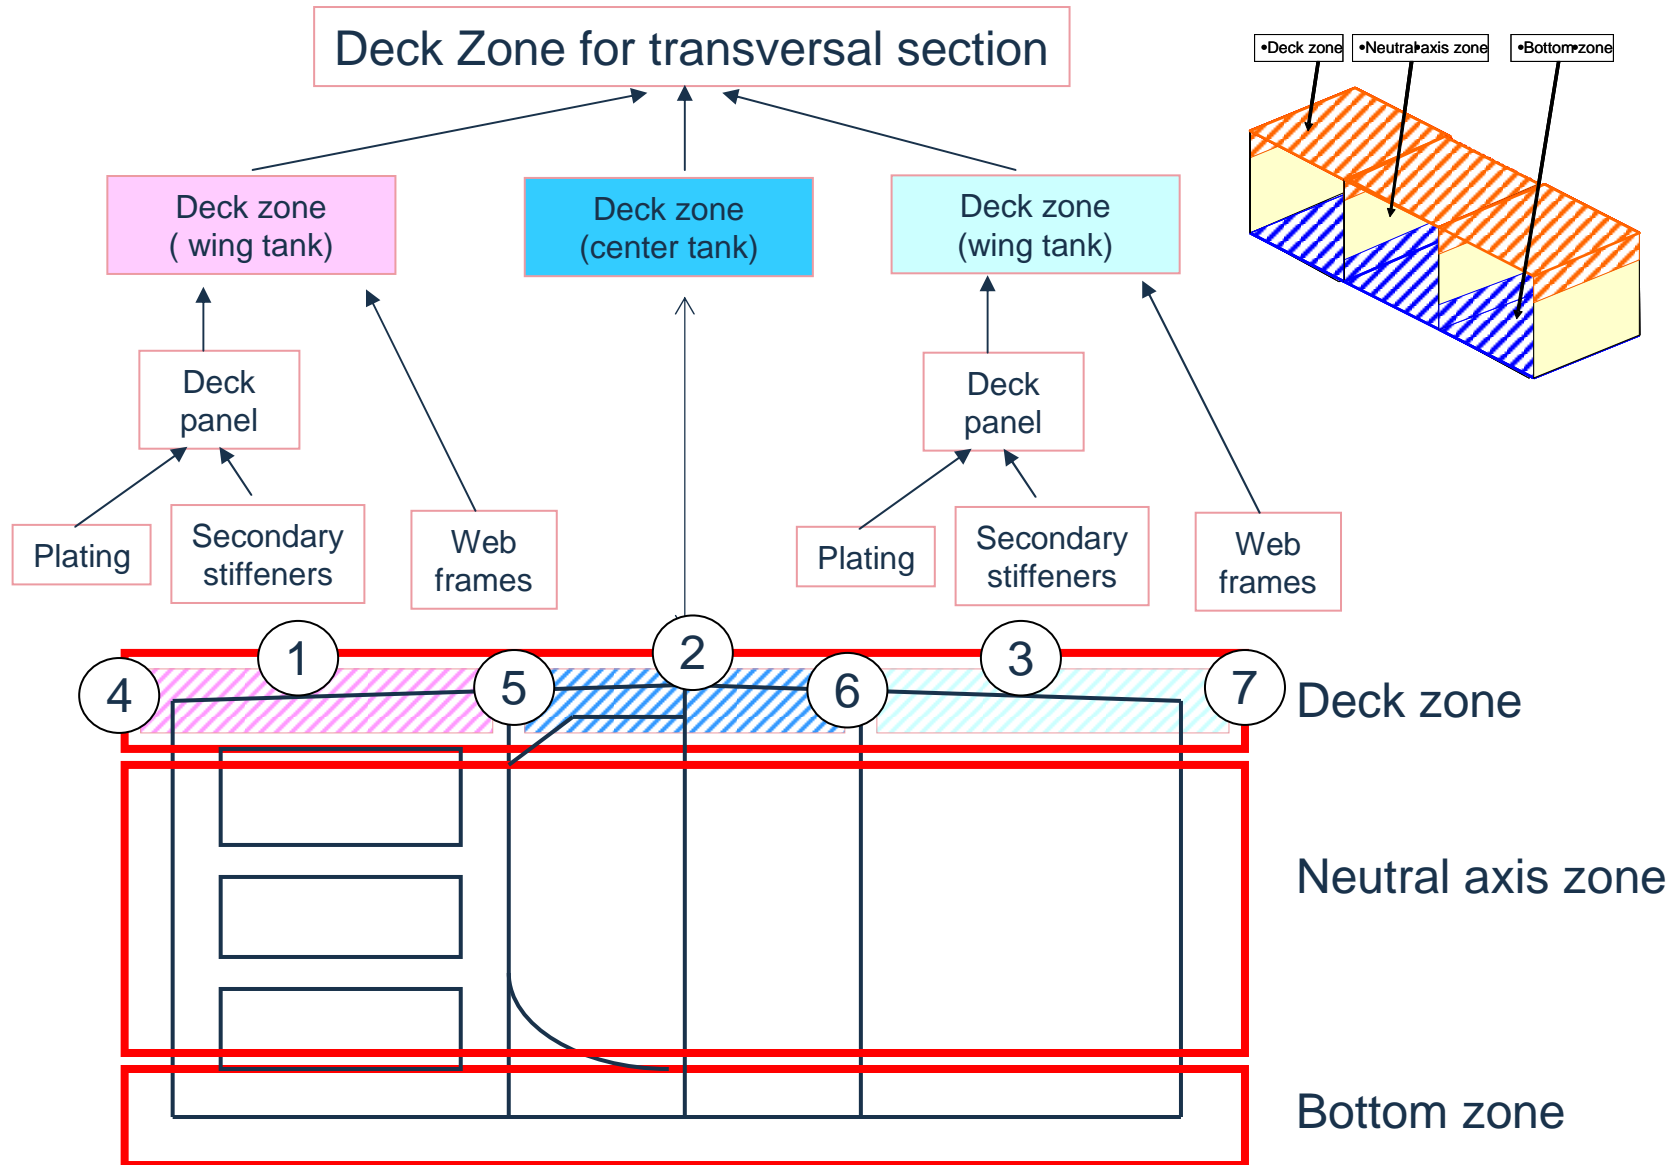 Deck Zone for transversal section
•Deck zone
•Neutral axis zone
•Bottom zone
Deck zone
( wing tank)
Deck zone
(center tank)
Deck zone
(wing tank)
Deck
panel
Deck
panel
Plating
Secondary
stiffeners
Web
frames
Plating
Secondary
stiffeners
Web
frames
1
2
3
4
5
6
7
Deck zone
Neutral axis zone
Bottom zone